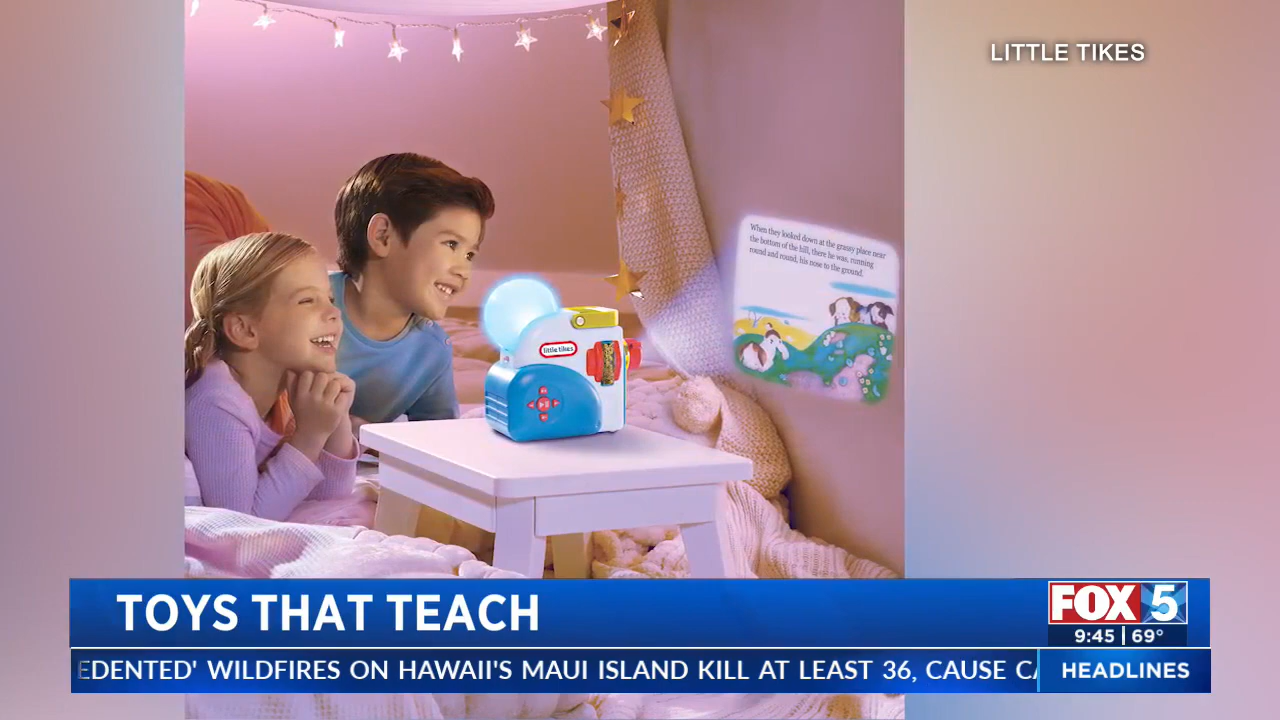 LITTLE TIKES
When they looked down at the grassy place near
the bottom of the hill, there he was, running
round and round, his nose to the ground.
little tikes
TOYS THAT TEACH
FOX 5
9:45 | 69°
EDENTED' WILDFIRES ON HAWAII'S MAUI ISLAND KILL AT LEAST 36, CAUSE CA
HEADLINES